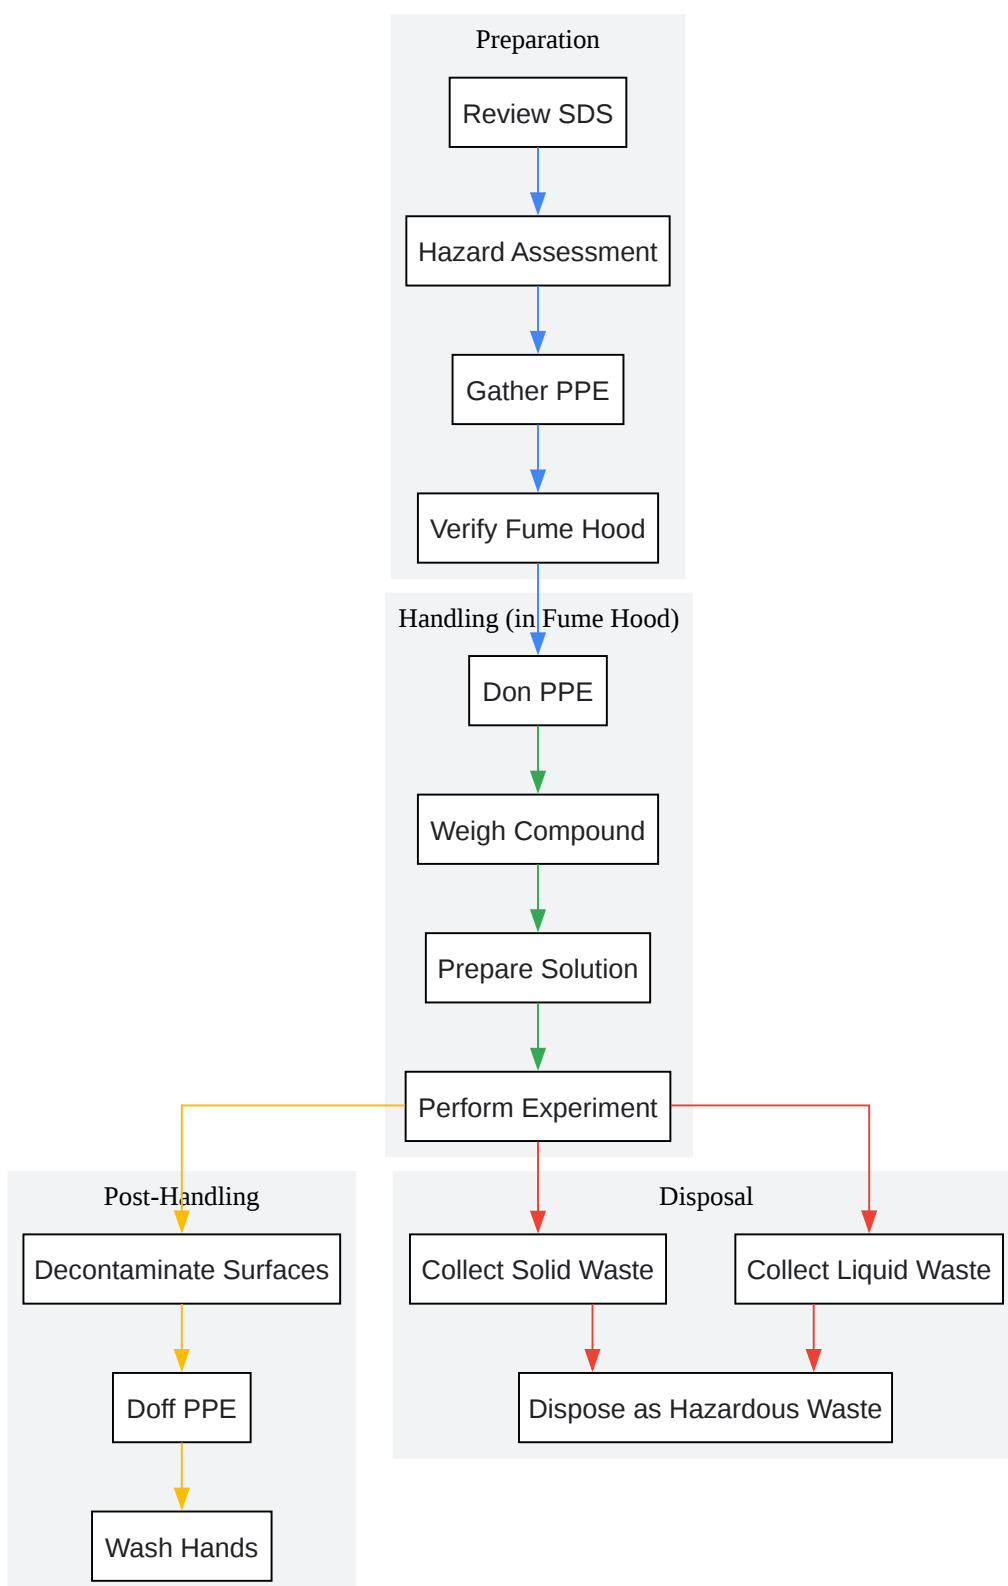 Preparation
Review SDS
Hazard Assessment
Gather PPE
Verify Fume Hood
Handling (in Fume Hood)
Don PPE
Weigh Compound
Prepare Solution
Perform Experiment
Post-Handling
Decontaminate Surfaces
Doff PPE
Wash Hands
Disposal
Collect Solid Waste
Collect Liquid Waste
Dispose as Hazardous Waste